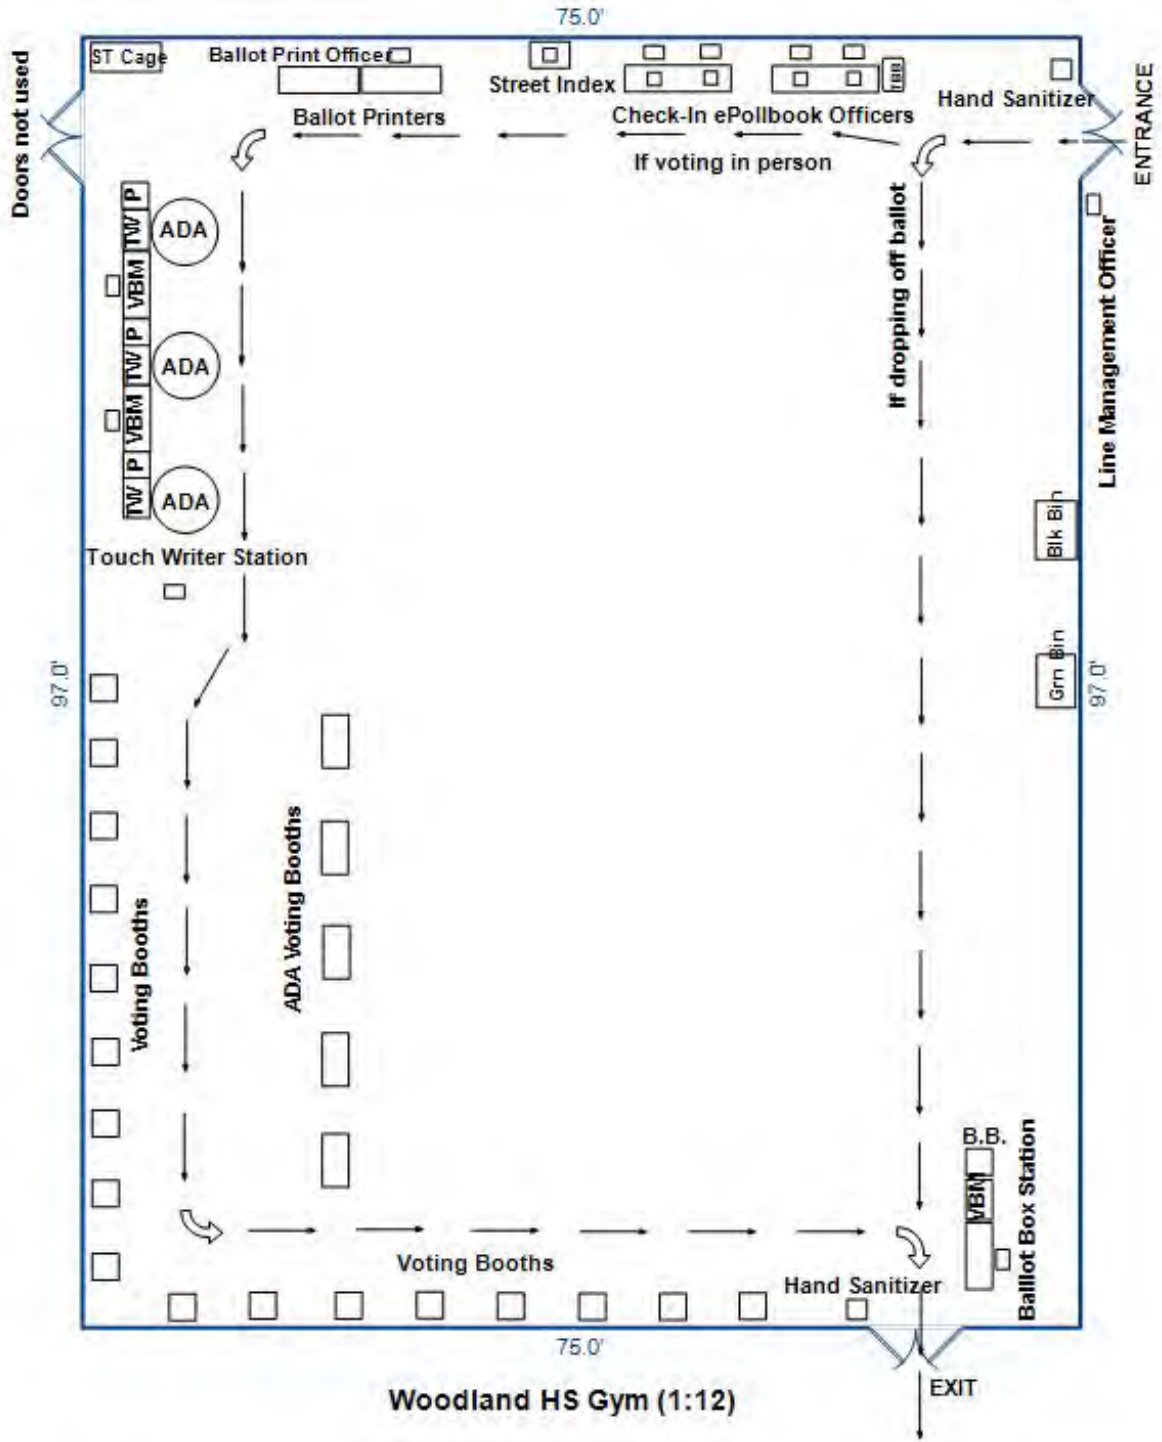 75.0'
Doors not used
ST Cage
Ballot Print Officer
Street Index
TBB
Hand Sanitizer
ENTRANCE
Ballot Printers
Check-In ePollbook Officers
If voting in person
P
TW
ADA
VBM
P
TW
ADA
VBM
P
TW
ADA
If dropping off ballot
Line Management Officer
Blk Bin
Touch Writer Station
Grn Bin
97.0'
97.0'
Voting Booths
ADA Voting Booths
B.B.
VBM
Balllot Box Station
Voting Booths
Hand Sanitizer
75.0'
EXIT
Woodland HS Gym (1:12)